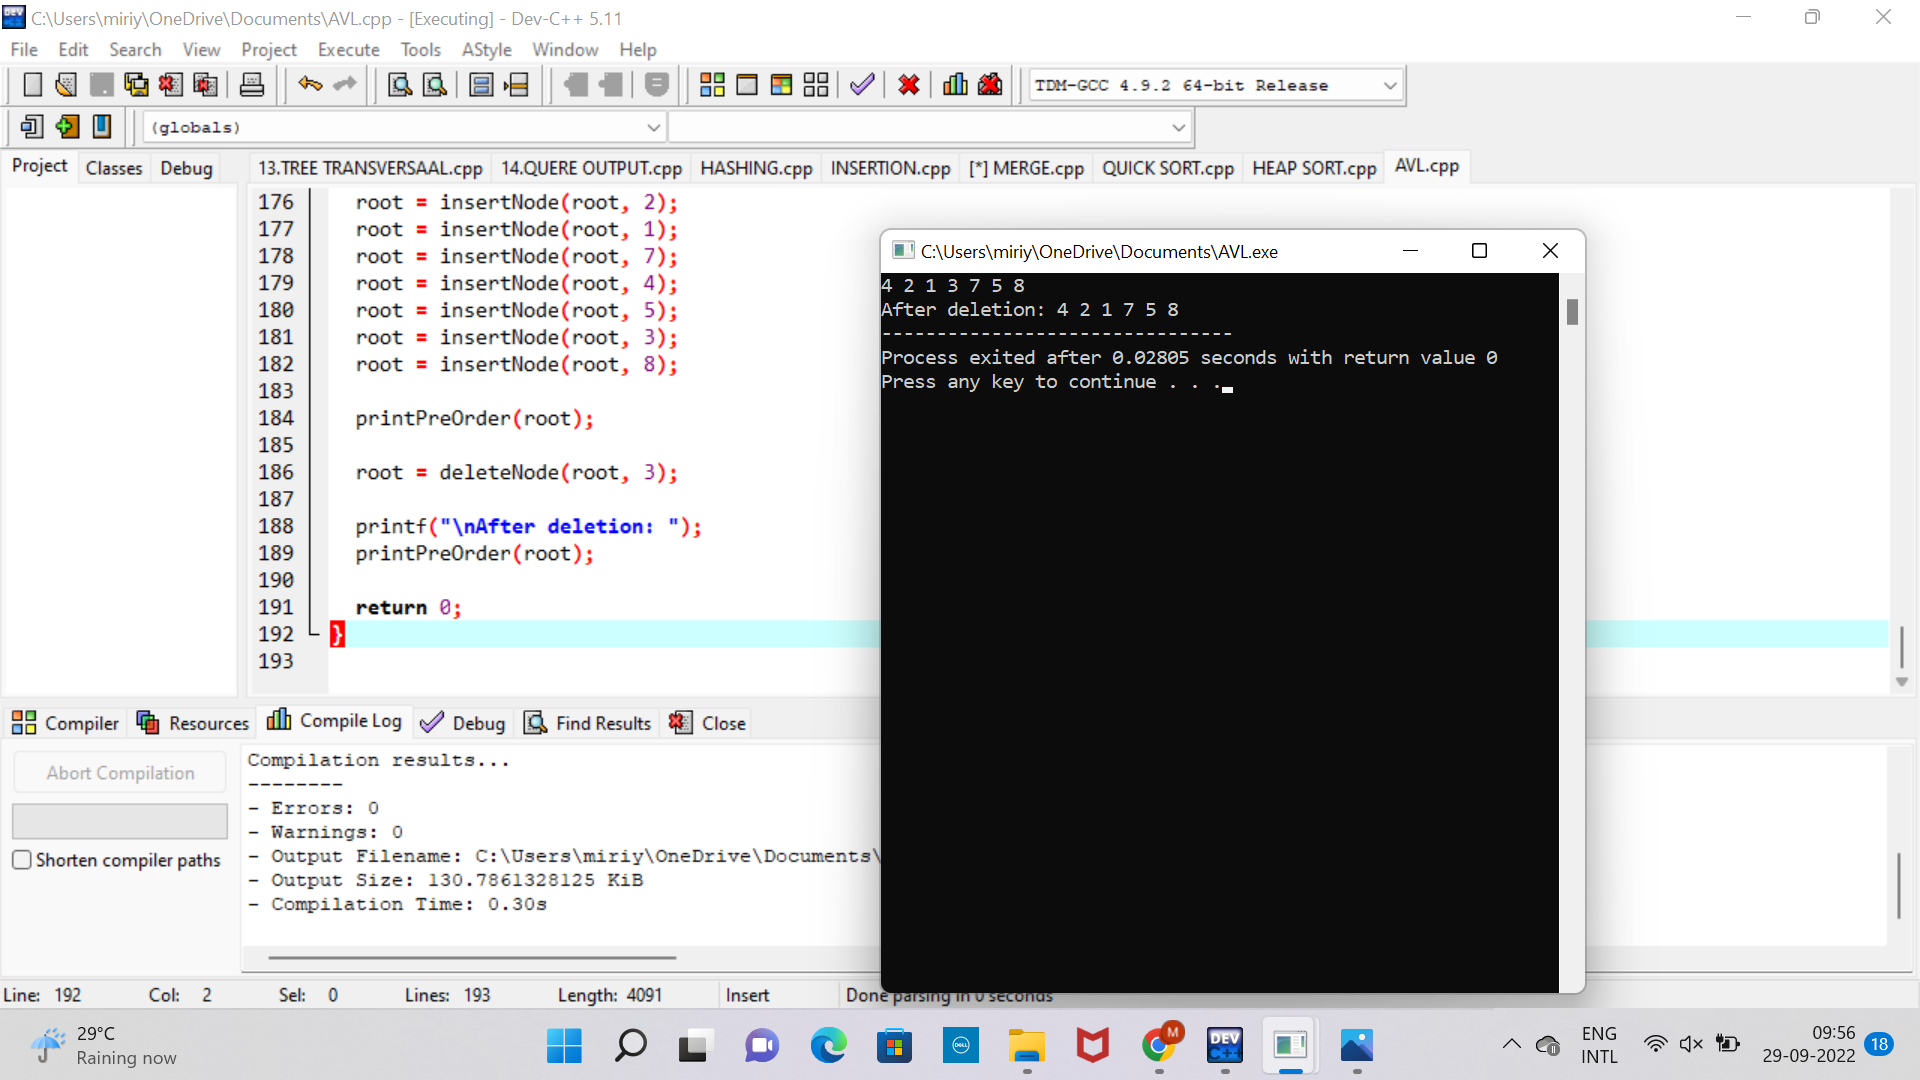 C:\Users\miriy\OneDrive\Documents\AVL.cpp - [Executing] - Dev-C++ 5.11
File Edit Search View Project Execute Tools AStyle Window Help
TDM-GCC 4.9.2 64-bit Release
(globals)
Project Classes Debug
13.TREE TRANSVERSAAL.cpp 14.QUERE OUTPUT.cpp HASHING.cpp INSERTION.cpp [*] MERGE.cpp QUICK SORT.cpp HEAP SORT.cpp AVL.cpp
176 root = insertNode(root, 2);
177 root = insertNode(root, 1);
178 root = insertNode(root, 7);
179 root = insertNode(root, 4);
180 root = insertNode(root, 5);
181 root = insertNode(root, 3);
182 root = insertNode(root, 8);
183
184 printPreOrder(root);
185
186 root = deleteNode(root, 3);
187
188 printf("\nAfter deletion: ");
189 printPreOrder(root);
190
191 return 0;
192 }
193
C:\Users\miriy\OneDrive\Documents\AVL.exe
4 2 1 3 7 5 8
After deletion: 4 2 1 7 5 8
--------------------------------
Process exited after 0.02805 seconds with return value 0
Press any key to continue . . .
Compiler Resources Compile Log Debug Find Results Close
Abort Compilation
Shorten compiler paths
Compilation results...
--------
- Errors: 0
- Warnings: 0
- Output Filename: C:\Users\miriy\OneDrive\Documents\
- Output Size: 130.7861328125 KiB
- Compilation Time: 0.30s
Line: 192 Col: 2 Sel: 0 Lines: 193 Length: 4091 Insert Done parsing in 0 seconds
29°C
Raining now
DELL
M
DEV
C++
ENG
INTL
09:56
29-09-2022
18